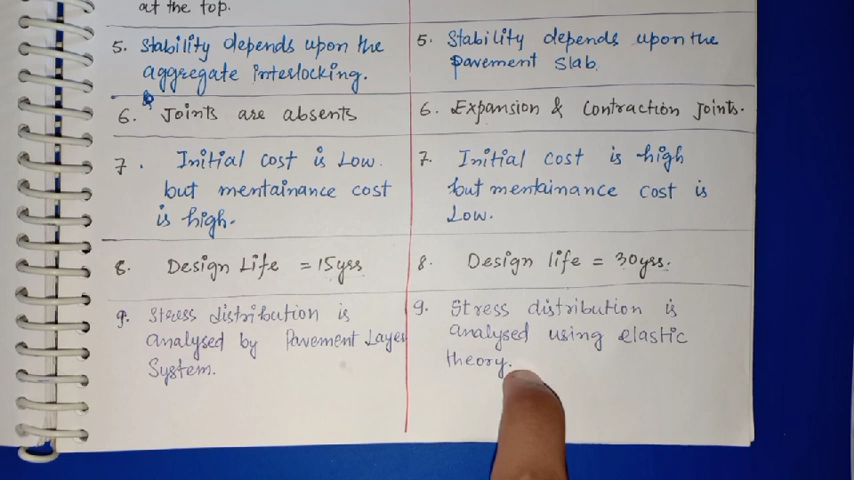 at the top.
5. Stability depends upon the
aggregate interlocking.
6. Joints are absents
7. Initial cost is Low.
but mentainance cost
is high.
8. Design Life = 15yrs
9. Stress distribution is
analysed by Pavement Layer
System.
5. Stability depends upon the
pavement slab.
6. Expansion & Contraction Joints.
7. Initial cost is high
but mentainance cost is
Low.
8. Design life = 30yrs.
9. Stress distribution is
analysed using elastic
theory.